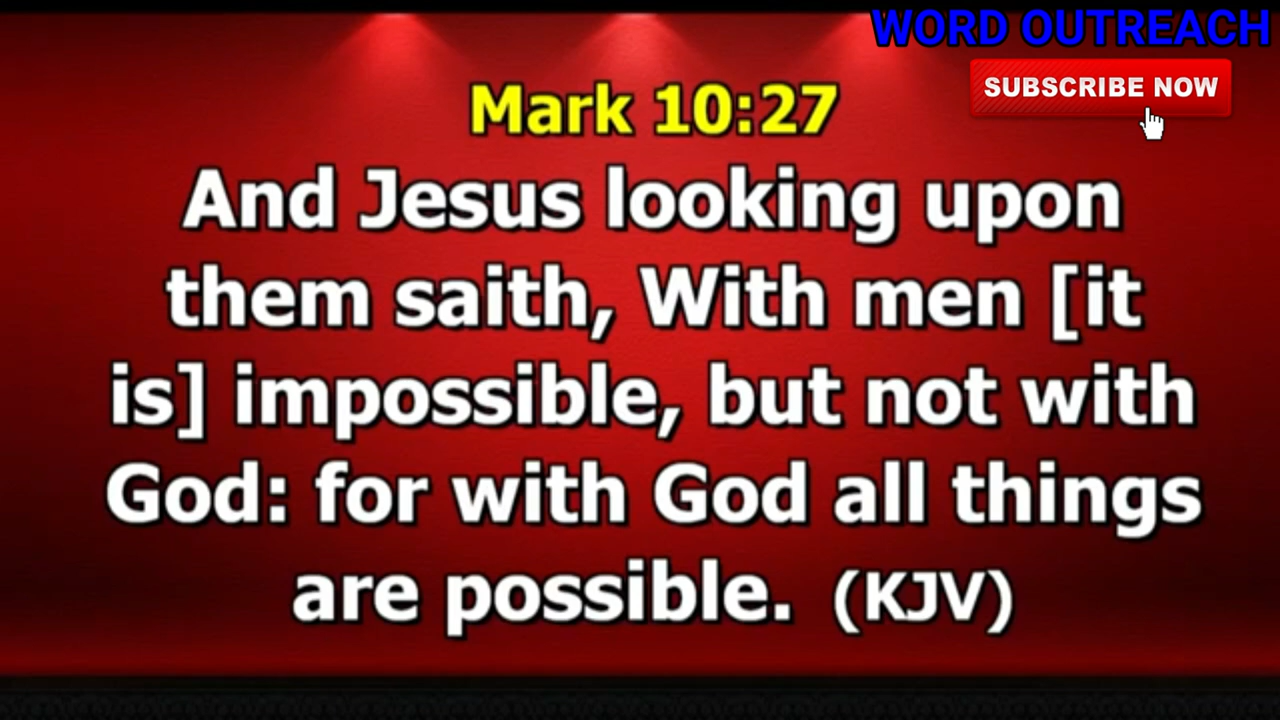 WORD OUTREACH
SUBSCRIBE NOW
Mark 10:27
And Jesus looking upon
them saith, With men [it
is] impossible, but not with
God: for with God all things
are possible. (KJV)